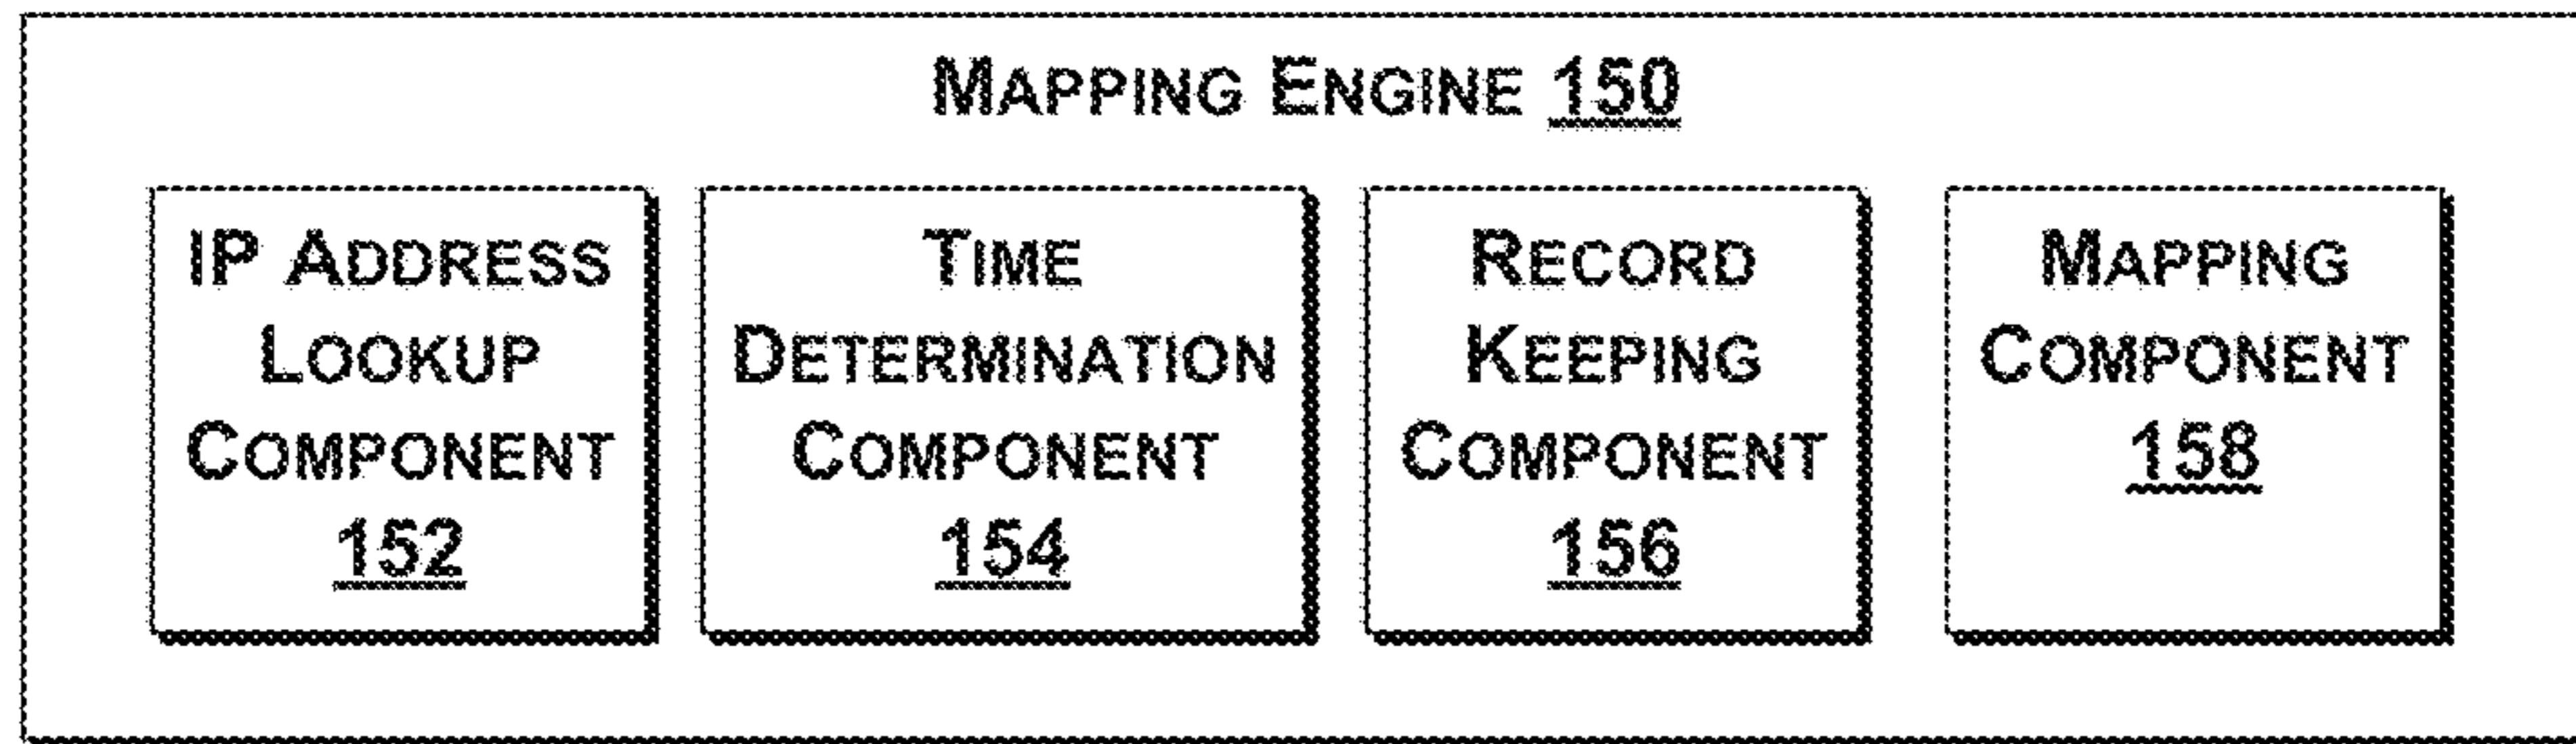 MAPPING ENGINE 150
IP ADDRESS
LOOKUP
COMPONENT
152
TIME
DETERMINATION
COMPONENT
154
RECORD
KEEPING
COMPONENT
156
MAPPING
COMPONENT
158